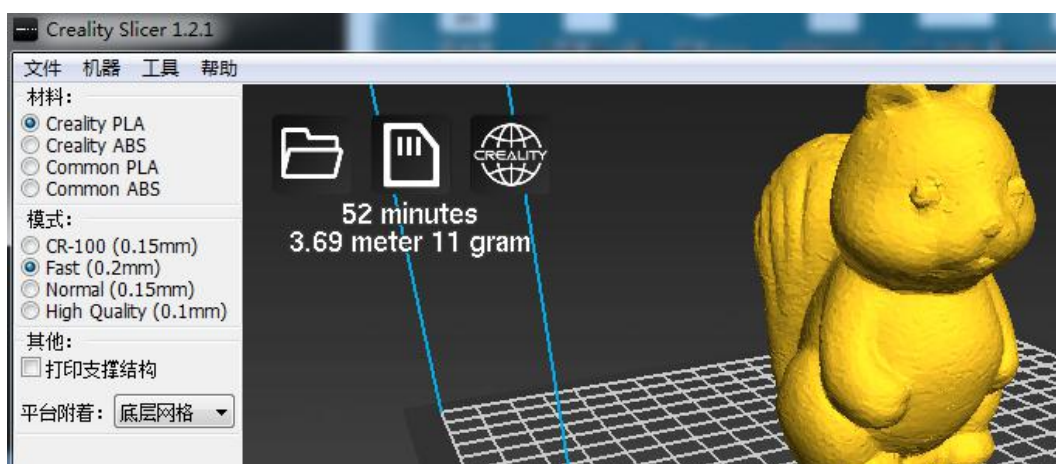 Creality Slicer 1.2.1
文件 机器 工具 帮助
材料:
Creality PLA
Creality ABS
Common PLA
Common ABS
模式:
CR-100 (0.15mm)
Fast (0.2mm)
Normal (0.15mm)
High Quality (0.1mm)
其他:
打印支撑结构
平台附着: 底层网格
CREALITY
52 minutes
3.69 meter 11 gram